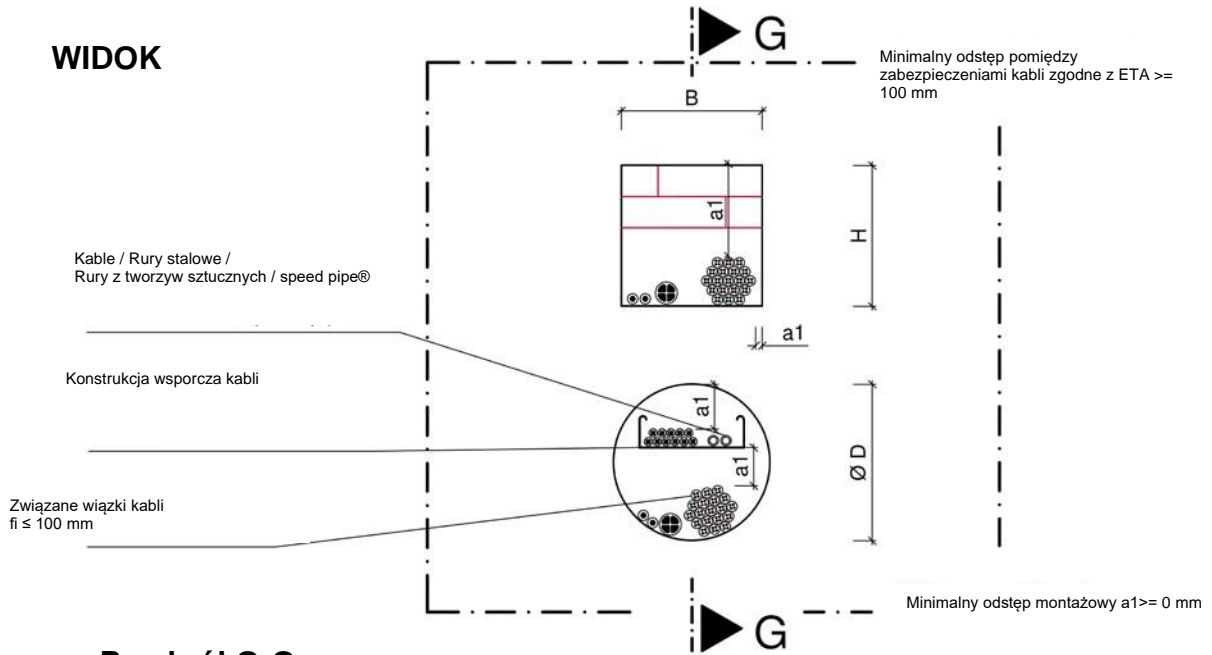 G
WIDOK
Minimalny odstęp pomiędzy
zabezpieczeniami kabli zgodne z ETA >=
100 mm
B
a1
H
Kable / Rury stalowe /
Rury z tworzyw sztucznych / speed pipe®
a1
Konstrukcja wsporcza kabli
a1
a1
Ø D
Związane wiązki kabli
fi ≤ 100 mm
Minimalny odstęp montażowy a1>= 0 mm
G